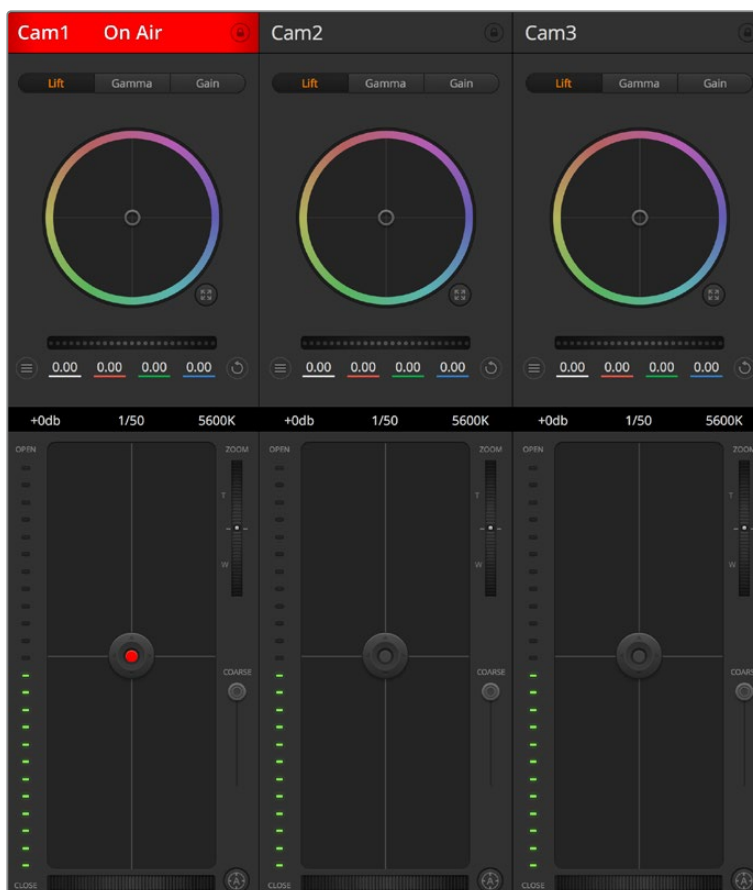 Cam1 On Air Cam2 Cam3
Lift Gamma Gain Lift Gamma Gain Lift Gamma Gain
0.00 0.00 0.00 0.00 0.00 0.00 0.00 0.00 0.00 0.00 0.00 0.00
+0db 1/50 5600K +0db 1/50 5600K +0db 1/50 5600K
OPEN ZOOM OPEN ZOOM OPEN ZOOM
T T T
W W W
COARSE COARSE COARSE
CLOSE A CLOSE A CLOSE A